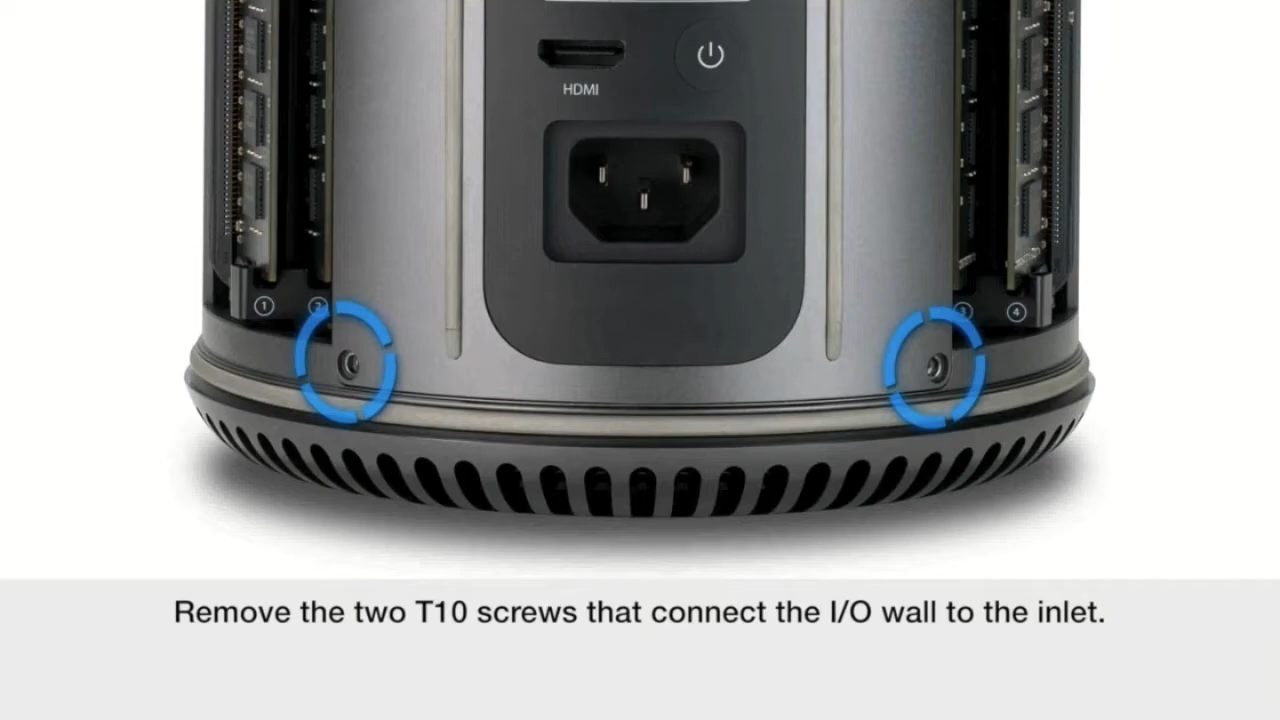 HDMI
1 2 3 4
Remove the two T10 screws that connect the I/O wall to the inlet.